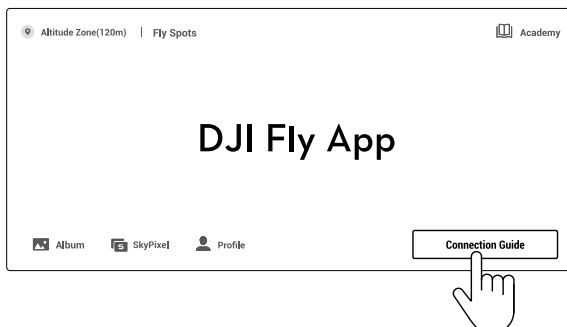 Altitude Zone(120m) | Fly Spots
Academy
DJI Fly App
Album
SkyPixel
Profile
Connection Guide